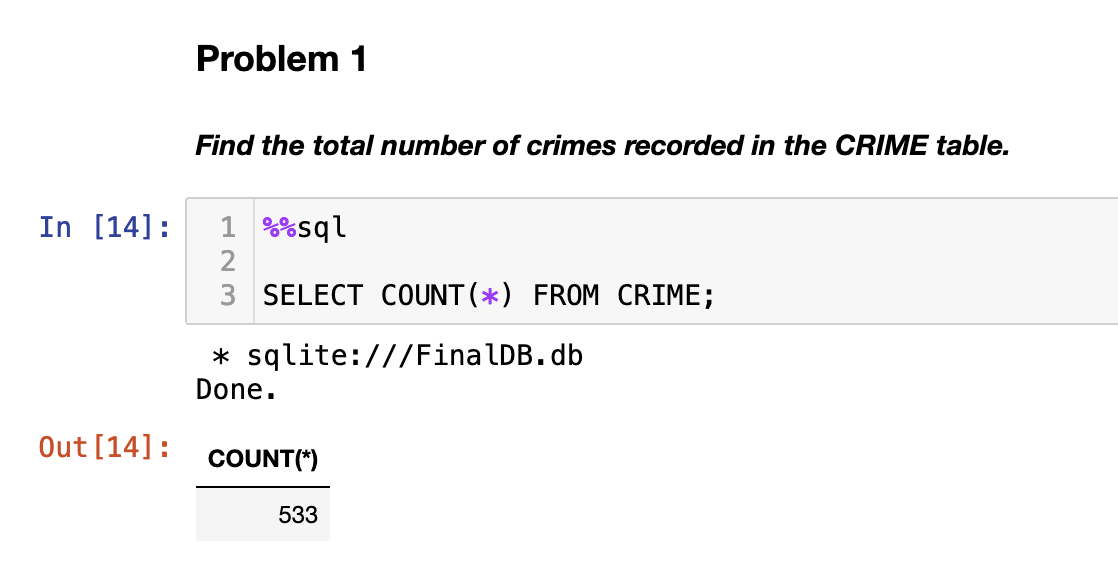 Problem 1
Find the total number of crimes recorded in the CRIME table.
In [14]:
1 %%sql
2
3 SELECT COUNT(*) FROM CRIME;
* sqlite:///FinalDB.db
Done.
Out[14]:
COUNT(*)
533